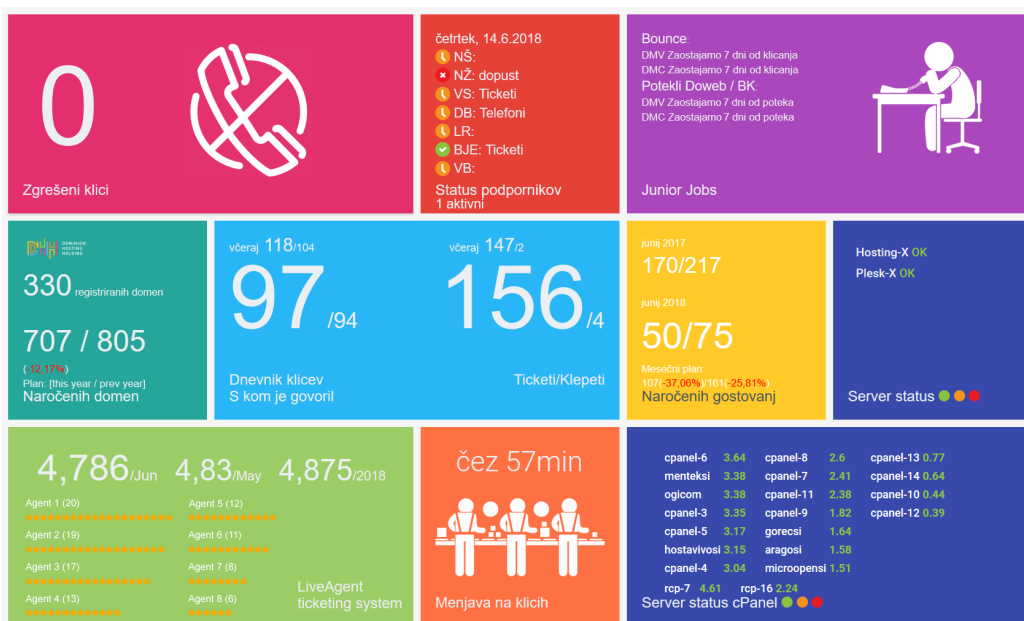 0
Zgrešeni klici
četrtek, 14.6.2018
NŠ:
NŽ: dopust
VS: Ticketi
DB: Telefoni
LR:
BJE: Ticketi
VB:
Status podpornikov
1 aktivni
Bounce:
DMV Zaostajamo 7 dni od klicanja
DMC Zaostajamo 7 dni od klicanja
Potekli Doweb / BK:
DMV Zaostajamo 7 dni od poteka
DMC Zaostajamo 7 dni od poteka
Junior Jobs
DHH DOMINION
HOSTING
HOLDING
330 registriranih domen
707 / 805
(-12,17%)
Plan: [this year / prev year]
Naročenih domen
včeraj 118/104
97/94
Dnevnik klicev
S kom je govoril
včeraj 147/2
156/4
Ticketi/Klepeti
junij 2017
170/217
junij 2018
50/75
Mesečni plan:
107(-37,06%)/161(-25,81%)
Naročenih gostovanj
Hosting-X OK
Plesk-X OK
Server status
4,786/Jun 4,83/May 4,875/2018
Agent 1 (20)
Agent 2 (19)
Agent 3 (17)
Agent 4 (13)
Agent 5 (12)
Agent 6 (11)
Agent 7 (8)
Agent 8 (6)
LiveAgent
ticketing system
čez 57min
Menjava na klicih
cpanel-6 3.64 cpanel-8 2.6 cpanel-13 0.77
menteksi 3.38 cpanel-7 2.41 cpanel-14 0.64
ogicom 3.38 cpanel-11 2.38 cpanel-10 0.44
cpanel-3 3.35 cpanel-9 1.82 cpanel-12 0.39
cpanel-5 3.17 gorecsi 1.64
hostavivosi 3.15 aragosi 1.58
cpanel-4 3.04 microopensi 1.51
rcp-7 4.61 rcp-16 2.24
Server status cPanel